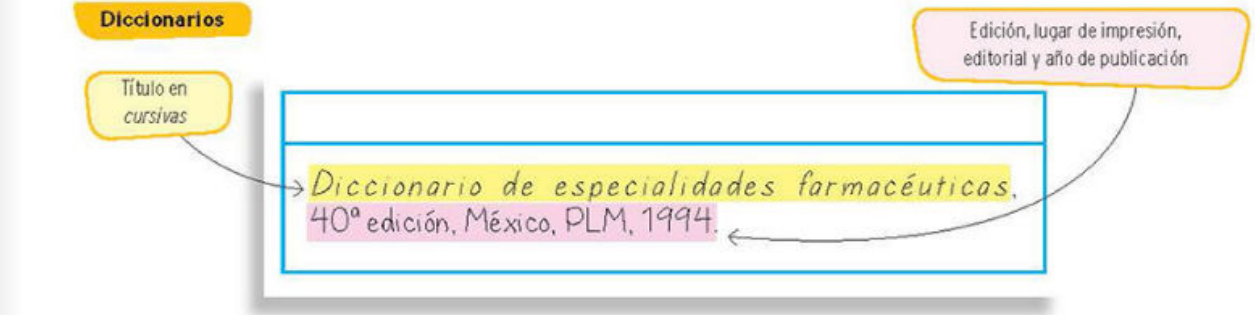 Diccionarios
Edición, lugar de impresión,
editorial y año de publicación
Título en
cursivas
Diccionario de especialidades farmacéuticas,
40ª edición, México, PLM, 1994.